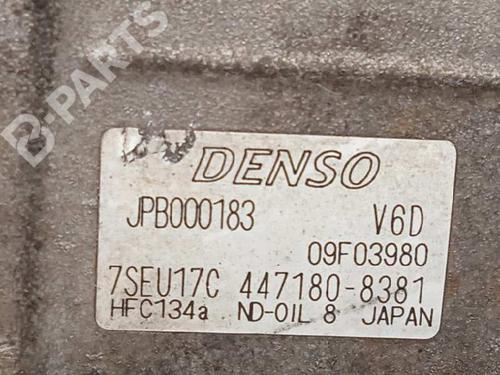 B-PARTS
DENSO
JPB000183 V6D
09F03980
7SEU17C 447180-8381
HFC134a ND-OIL 8 JAPAN